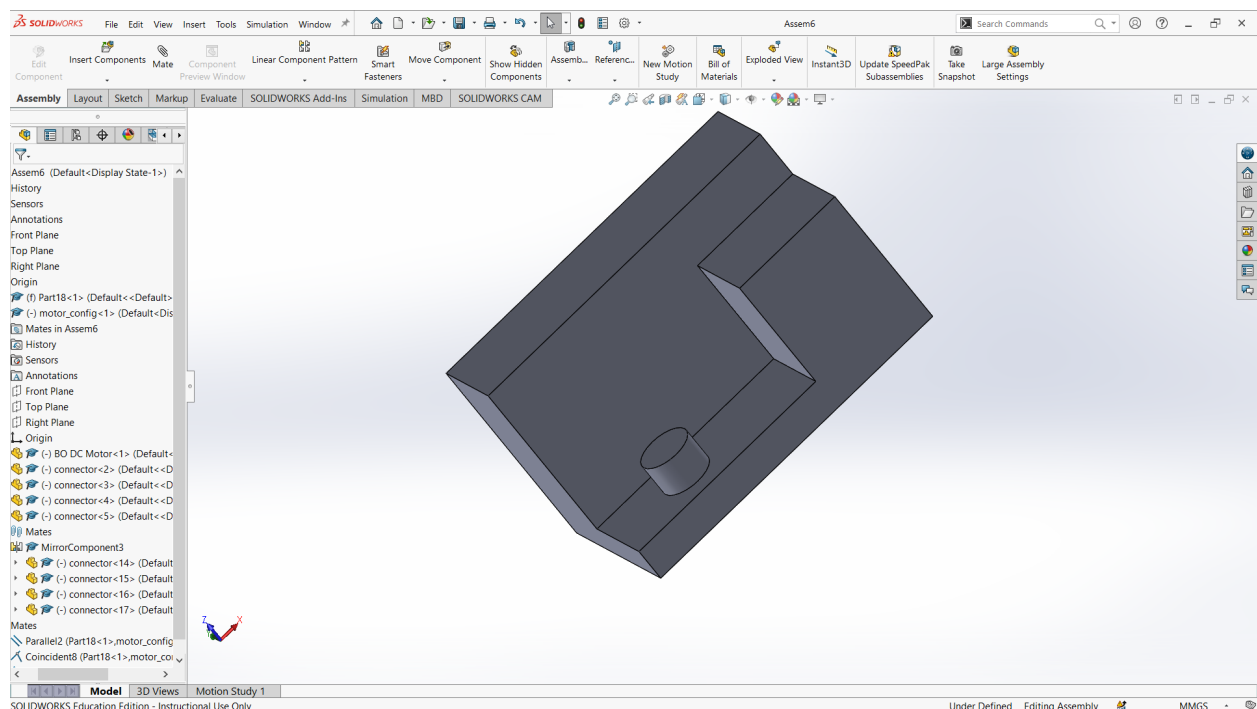 SOLIDWORKS File Edit View Insert Tools Simulation Window Assem6 Search Commands
Edit Component
Insert Components
Mate
Component Preview Window
Linear Component Pattern
Smart Fasteners
Move Component
Show Hidden Components
Assemb...
Referenc...
New Motion Study
Bill of Materials
Exploded View
Instant3D
Update SpeedPak Subassemblies
Take Snapshot
Large Assembly Settings
Assembly Layout Sketch Markup Evaluate SOLIDWORKS Add-Ins Simulation MBD SOLIDWORKS CAM
Assem6 (Default<Display State-1>)
History
Sensors
Annotations
Front Plane
Top Plane
Right Plane
Origin
(f) Part18<1> (Default<<Default>
(-) motor_config<1> (Default<Dis
Mates in Assem6
History
Sensors
Annotations
Front Plane
Top Plane
Right Plane
Origin
(-) BO DC Motor<1> (Default<
(-) connector<2> (Default<<D
(-) connector<3> (Default<<D
(-) connector<4> (Default<<D
(-) connector<5> (Default<<D
Mates
MirrorComponent3
(-) connector<14> (Default
(-) connector<15> (Default
(-) connector<16> (Default
(-) connector<17> (Default
Mates
Parallel2 (Part18<1>,motor_config
Coincident8 (Part18<1>,motor_co
Z X
Model 3D Views Motion Study 1
SOLIDWORKS Education Edition - Instructional Use Only Under Defined Editing Assembly MMGS